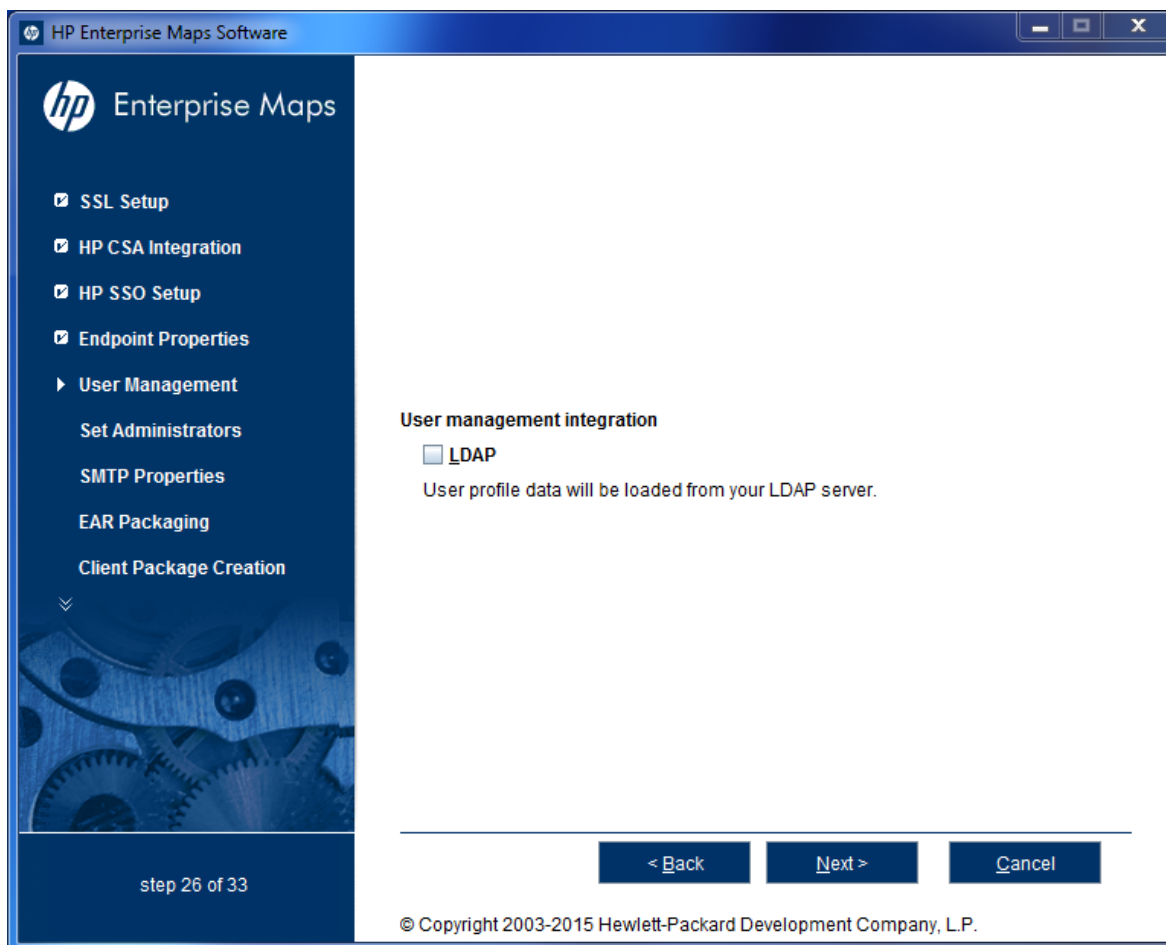 HP Enterprise Maps Software
hp Enterprise Maps
SSL Setup
HP CSA Integration
HP SSO Setup
Endpoint Properties
User Management
Set Administrators
SMTP Properties
EAR Packaging
Client Package Creation
step 26 of 33
User management integration
LDAP
User profile data will be loaded from your LDAP server.
< Back
Next >
Cancel
© Copyright 2003-2015 Hewlett-Packard Development Company, L.P.